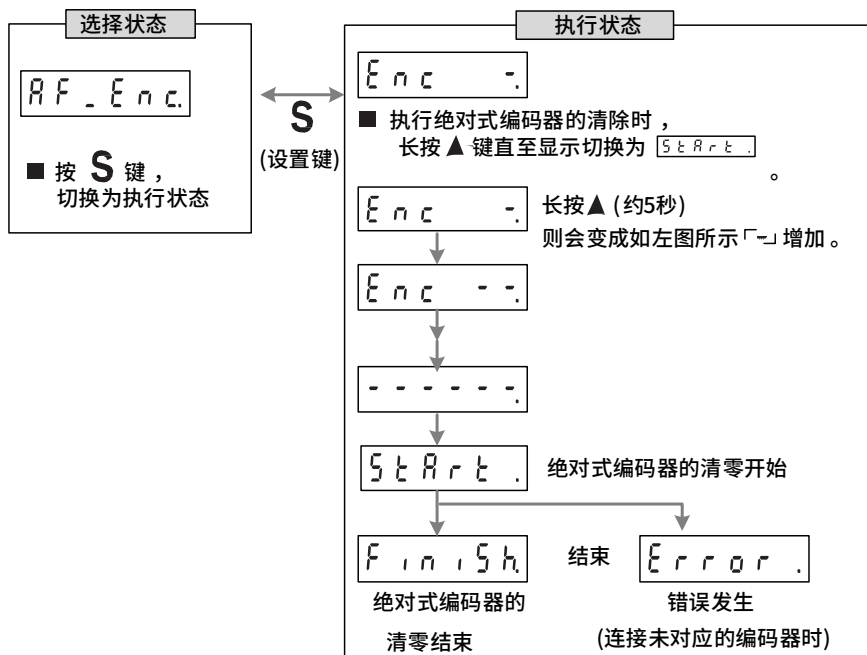 选择状态
AF_Enc.
■ 按 S 键，
切换为执行状态
S
(设置键)
执行状态
Enc -.
■ 执行绝对式编码器的清除时，
长按▲键直至显示切换为 StArt.
。
Enc -.
长按▲(约5秒)
则会变成如左图所示「-」增加。
Enc --.
------.
StArt.
绝对式编码器的清零开始
FiniSh.
结束
Error.
绝对式编码器的
清零结束
错误发生
(连接未对应的编码器时)